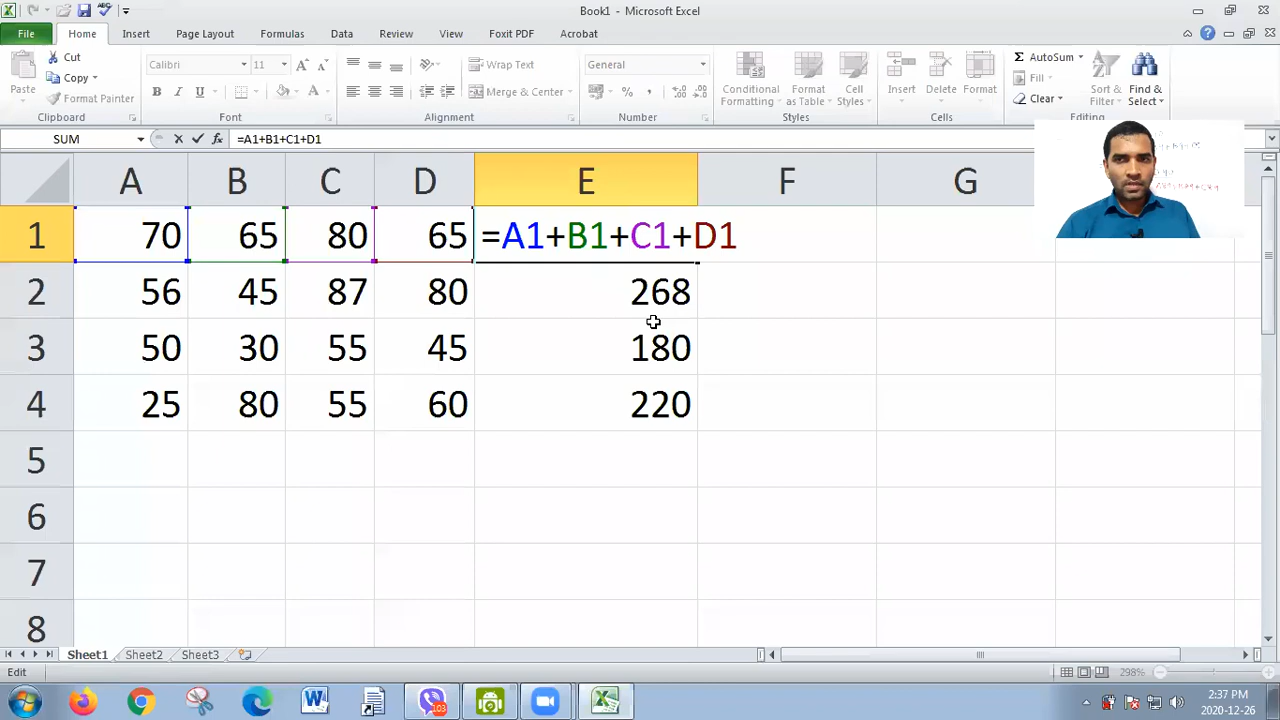 Book1 - Microsoft Excel
File Home Insert Page Layout Formulas Data Review View Foxit PDF Acrobat
Paste
Cut
Copy
Format Painter
Clipboard
Calibri 11
B I U
Font
Wrap Text
Merge & Center
Alignment
General
Number
Conditional Formatting
Format as Table
Cell Styles
Styles
Insert Delete Format
Cells
Σ AutoSum
Fill
Clear
Sort & Filter
Find & Select
Editing
SUM fx =A1+B1+C1+D1
A B C D E F G
1 70 65 80 65 =A1+B1+C1+D1
2 56 45 87 80 268
3 50 30 55 45 180
4 25 80 55 60 220
5
6
7
8
Sheet1 Sheet2 Sheet3
Edit 298%
103
2:37 PM
2020-12-26